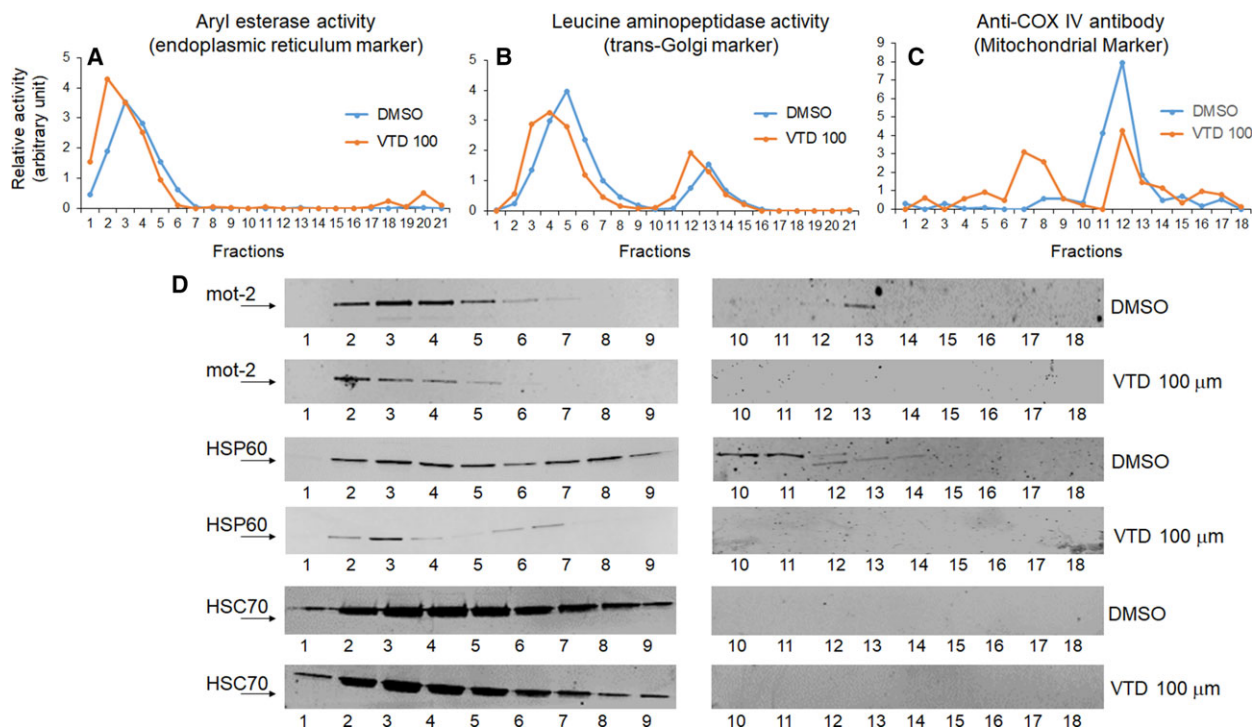 Aryl esterase activity
(endoplasmic reticulum marker)
A
Relative activity
(arbitrary unit)
5
4
3
2
1
0
DMSO
VTD 100
1 2 3 4 5 6 7 8 9 10 11 12 13 14 15 16 17 18 19 20 21
Fractions
Leucine aminopeptidase activity
(trans-Golgi marker)
B
5
4
3
2
1
0
DMSO
VTD 100
1 2 3 4 5 6 7 8 9 10 11 12 13 14 15 16 17 18 19 20 21
Fractions
Anti-COX IV antibody
(Mitochondrial Marker)
C
9
8
7
6
5
4
3
2
1
0
DMSO
VTD 100
1 2 3 4 5 6 7 8 9 10 11 12 13 14 15 16 17 18
Fractions
D
mot-2
DMSO
1 2 3 4 5 6 7 8 9 10 11 12 13 14 15 16 17 18
mot-2
VTD 100 µm
1 2 3 4 5 6 7 8 9 10 11 12 13 14 15 16 17 18
HSP60
DMSO
1 2 3 4 5 6 7 8 9 10 11 12 13 14 15 16 17 18
HSP60
VTD 100 µm
1 2 3 4 5 6 7 8 9 10 11 12 13 14 15 16 17 18
HSC70
DMSO
1 2 3 4 5 6 7 8 9 10 11 12 13 14 15 16 17 18
HSC70
VTD 100 µm
1 2 3 4 5 6 7 8 9 10 11 12 13 14 15 16 17 18